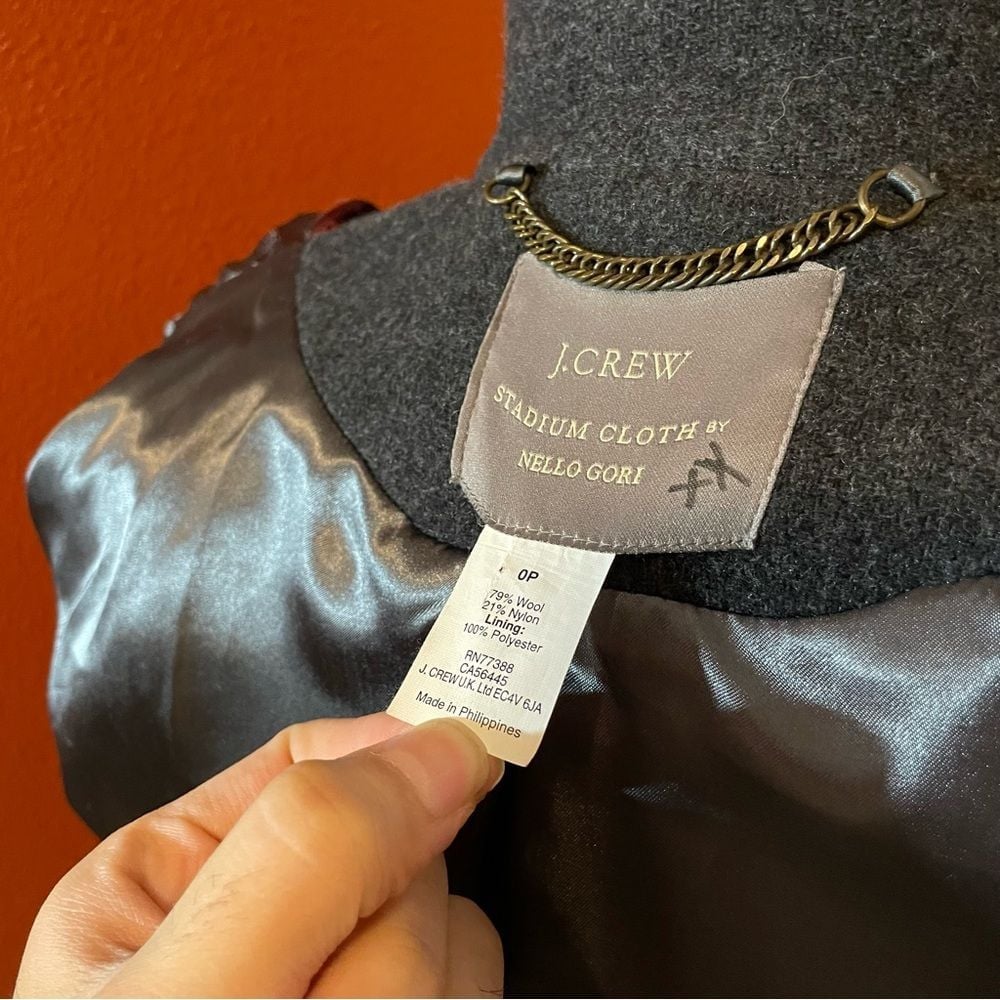 J.CREW
STADIUM CLOTH BY
NELLO GORI
XX
0P
79% Wool
21% Nylon
Lining:
100% Polyester
RN77388
CA56445
J. CREW U.K. Ltd EC4V 6JA
Made in Philippines